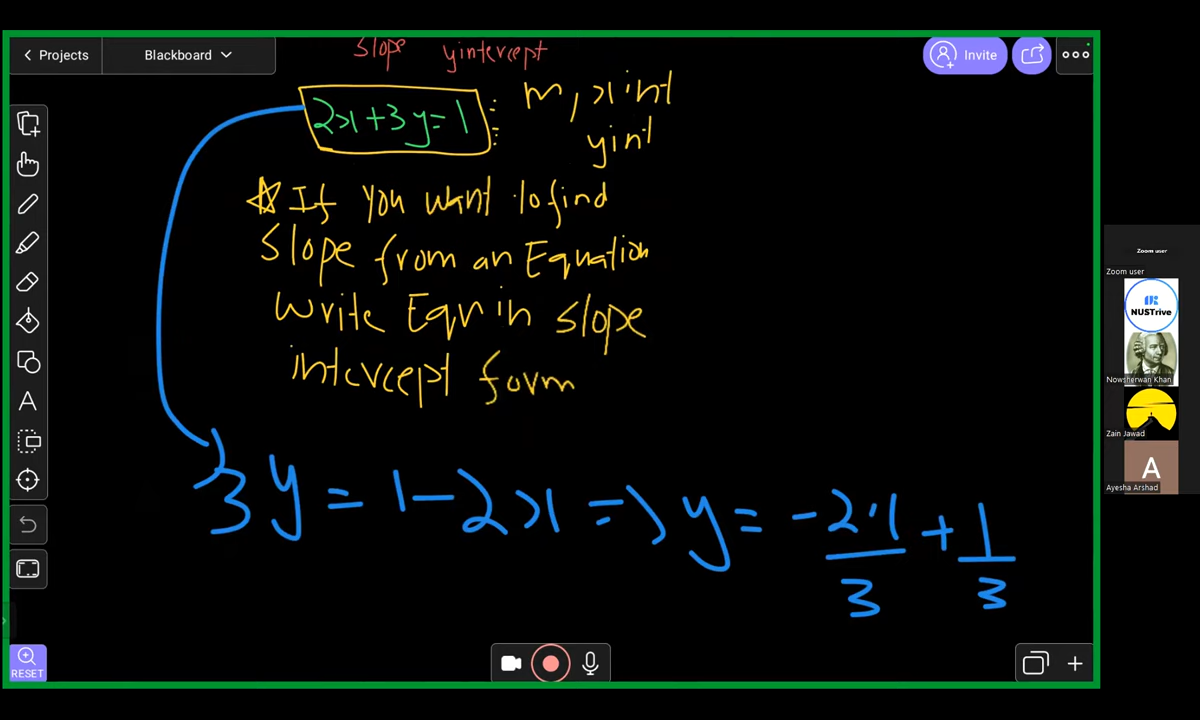 Projects
Blackboard
Invite
slope yintercept
2x+3y=1 : m, xint
yint
☆ If you want to find
Slope from an Equation
Write Eqn in slope
intercept form
3y = 1-2x => y = -2x/3 + 1/3
A
RESET
Zoom user
Zoom user
NUSTrive
Nowsherwan Khan
Zain Jawad
A
Ayesha Arshad